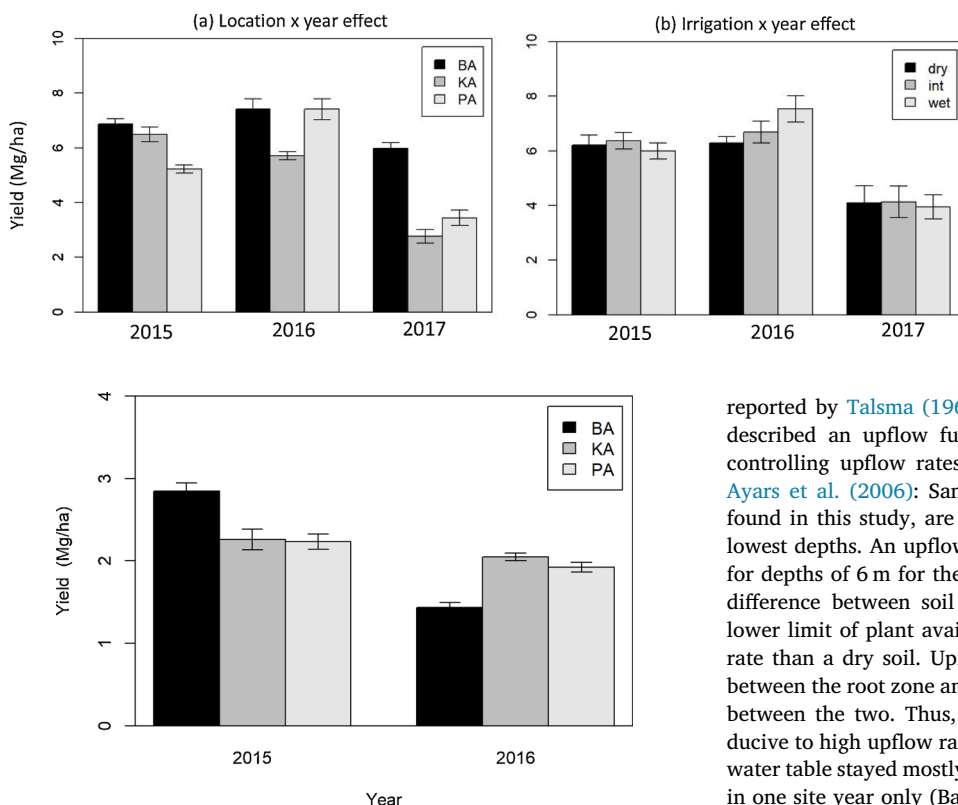 (a) Location x year effect
Yield (Mg/ha)
10
8
6
4
2
0
BA
KA
PA
2015 2016 2017
(b) Irrigation x year effect
10
8
6
4
2
0
dry
int
wet
2015 2016 2017
Yield (Mg/ha)
4
3
2
1
0
BA
KA
PA
2015 2016
Year
reported by Talsma (196
described an upflow fu
controlling upflow rates
Ayars et al. (2006): San
found in this study, are
lowest depths. An upflow
for depths of 6 m for the
difference between soil
lower limit of plant avai
rate than a dry soil. Up
between the root zone an
between the two. Thus,
ducive to high upflow ra
water table stayed mostly
in one site year only (Ba